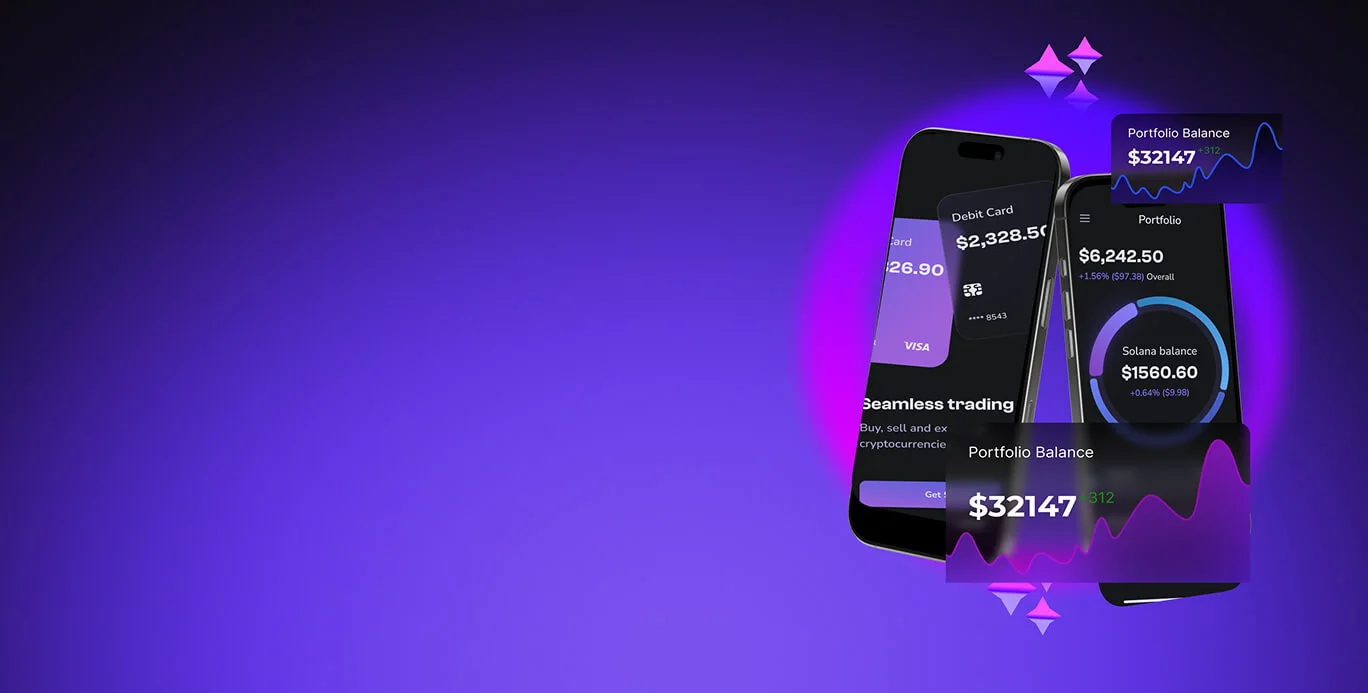 Portfolio Balance
$32147 +312
Debit Card
$2,328.50
**** 8543
Card
26.90
VISA
Seamless trading
Buy, sell and ex
cryptocurrencie
Get
Portfolio
$6,242.50
+1.56% ($97.38) Overall
Solana balance
$1560.60
+0.64% ($9.98)
Portfolio Balance
$32147 +312